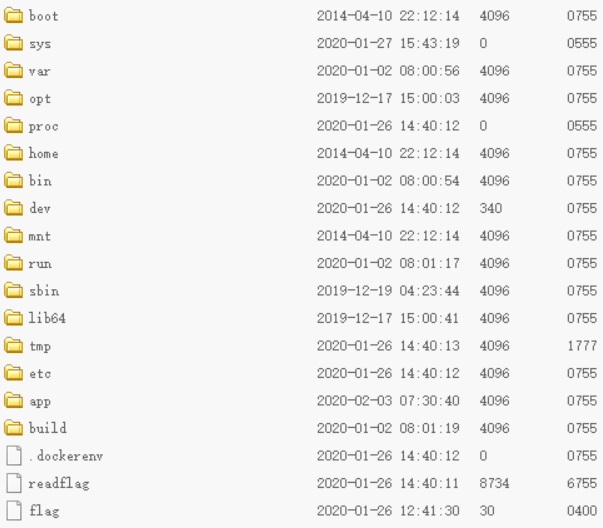 boot 2014-04-10 22:12:14 4096 0755
sys 2020-01-27 15:43:19 0 0555
var 2020-01-02 08:00:56 4096 0755
opt 2019-12-17 15:00:03 4096 0755
proc 2020-01-26 14:40:12 0 0555
home 2014-04-10 22:12:14 4096 0755
bin 2020-01-02 08:00:54 4096 0755
dev 2020-01-26 14:40:12 340 0755
mnt 2014-04-10 22:12:14 4096 0755
run 2020-01-02 08:01:17 4096 0755
sbin 2019-12-19 04:23:44 4096 0755
lib64 2019-12-17 15:00:41 4096 0755
tmp 2020-01-26 14:40:13 4096 1777
etc 2020-01-26 14:40:12 4096 0755
app 2020-02-03 07:30:40 4096 0755
build 2020-01-02 08:01:19 4096 0755
.dockerenv 2020-01-26 14:40:12 0 0755
readflag 2020-01-26 14:40:11 8734 6755
flag 2020-01-26 12:41:30 30 0400